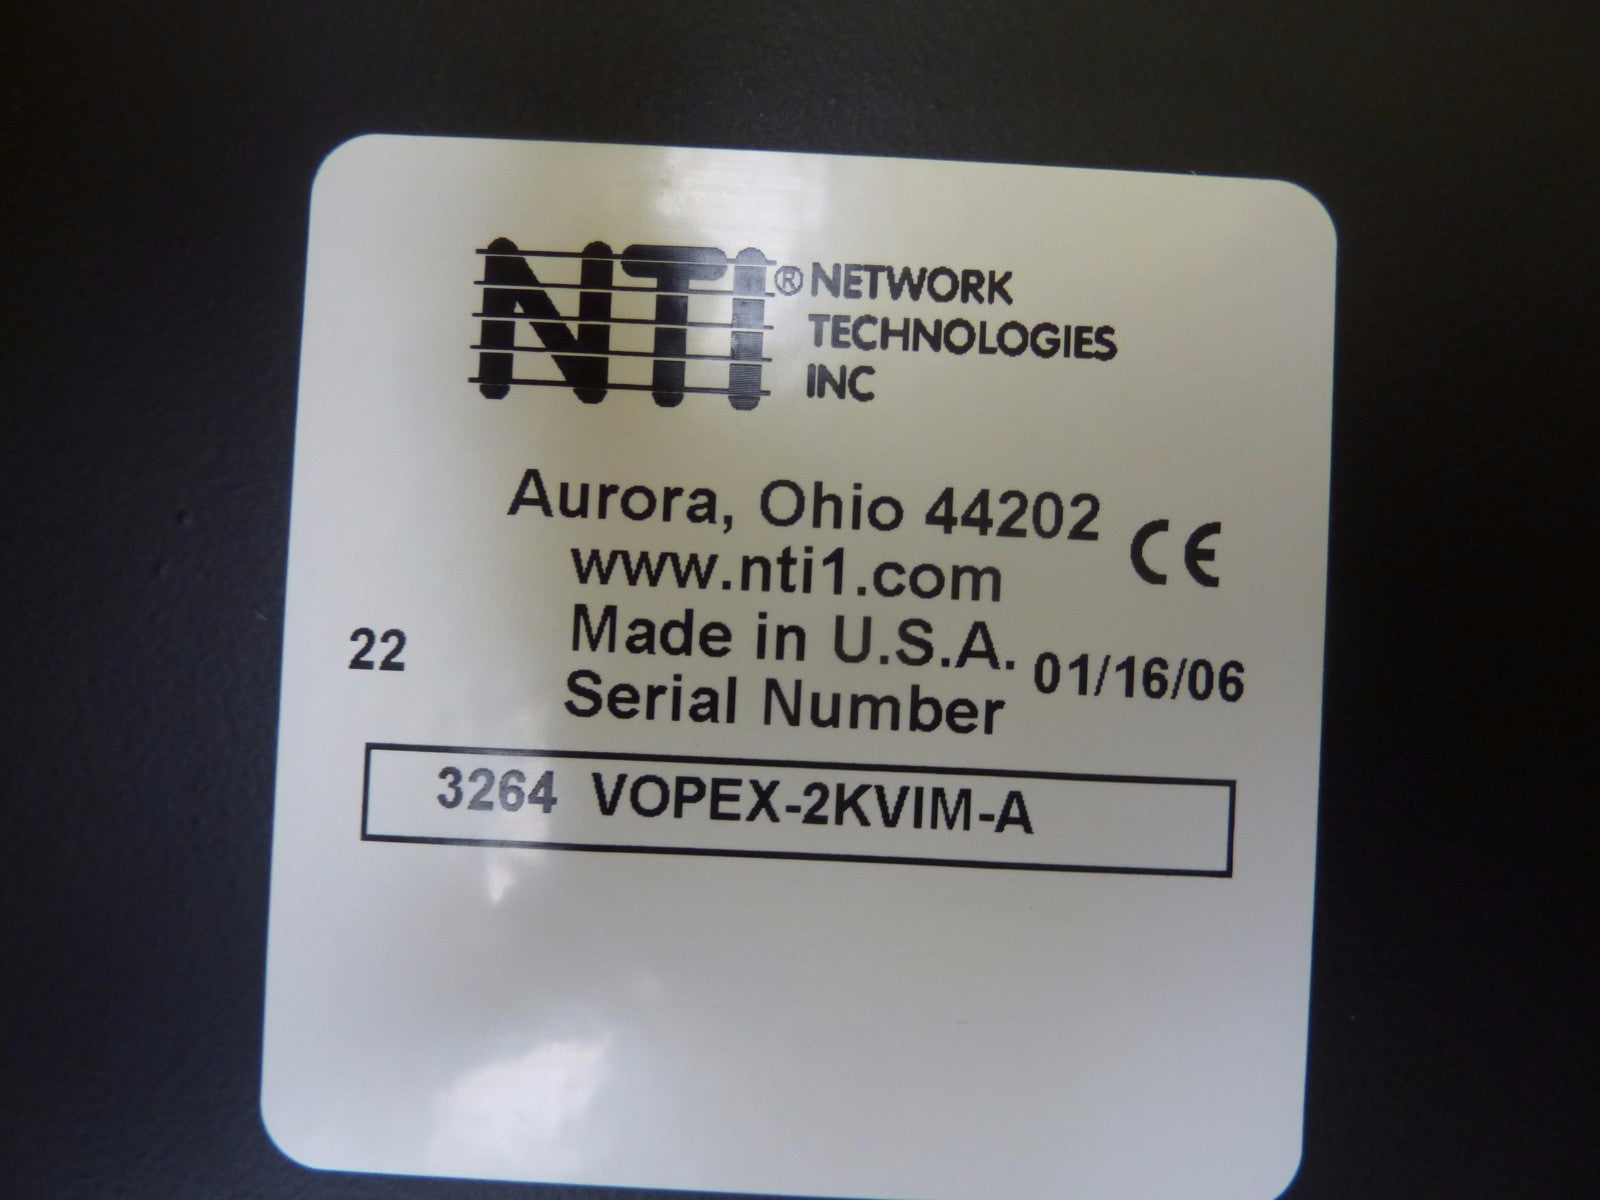 NTI® NETWORK
TECHNOLOGIES
INC
Aurora, Ohio 44202
CE
www.nti1.com
Made in U.S.A.
22
01/16/06
Serial Number
3264 VOPEX-2KVIM-A